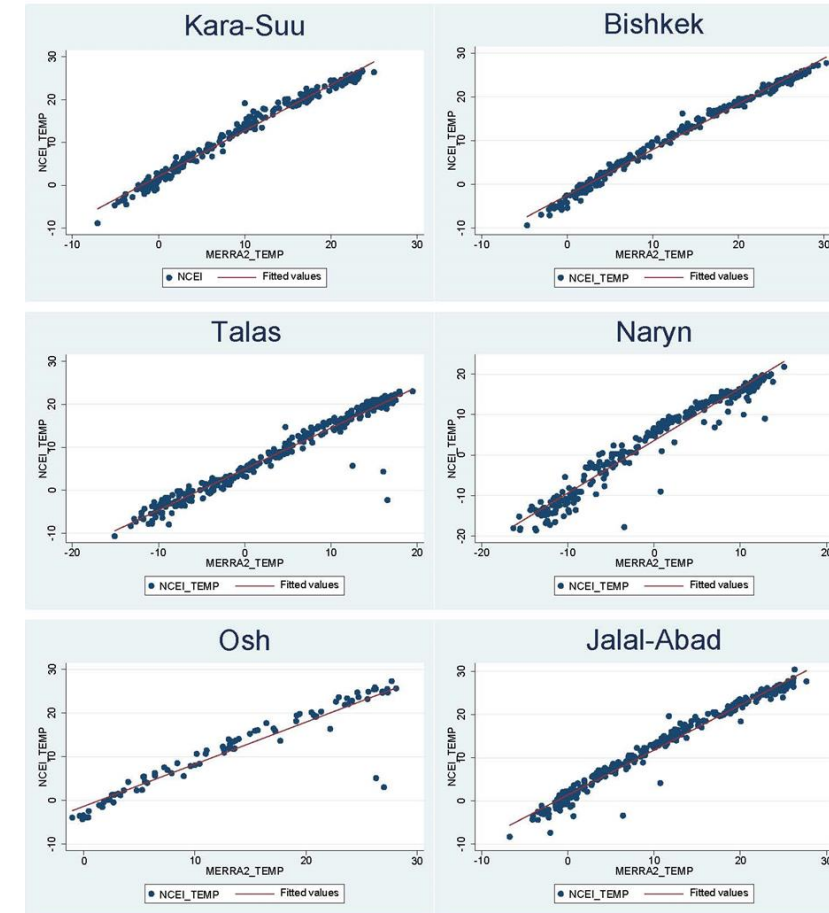 Kara-Suu
30
20
10
0
-10
NCEI_TEMP
-10 0 10 20 30
MERRA2_TEMP
NCEI Fitted values
Bishkek
30
20
10
0
-10
NCEI_TEMP
-10 0 10 20 30
MERRA2_TEMP
NCEI_TEMP Fitted values
Talas
30
20
10
0
-10
NCEI_TEMP
-20 -10 0 10 20
MERRA2_TEMP
NCEI_TEMP Fitted values
Naryn
20
10
0
-10
-20
NCEI_TEMP
-20 -10 0 10 20
MERRA2_TEMP
NCEI_TEMP Fitted values
Osh
30
20
10
0
-10
NCEI_TEMP
0 10 20 30
MERRA2_TEMP
NCEI_TEMP Fitted values
Jalal-Abad
30
20
10
0
-10
NCEI_TEMP
-10 0 10 20 30
MERRA2_TEMP
NCEI_TEMP Fitted values